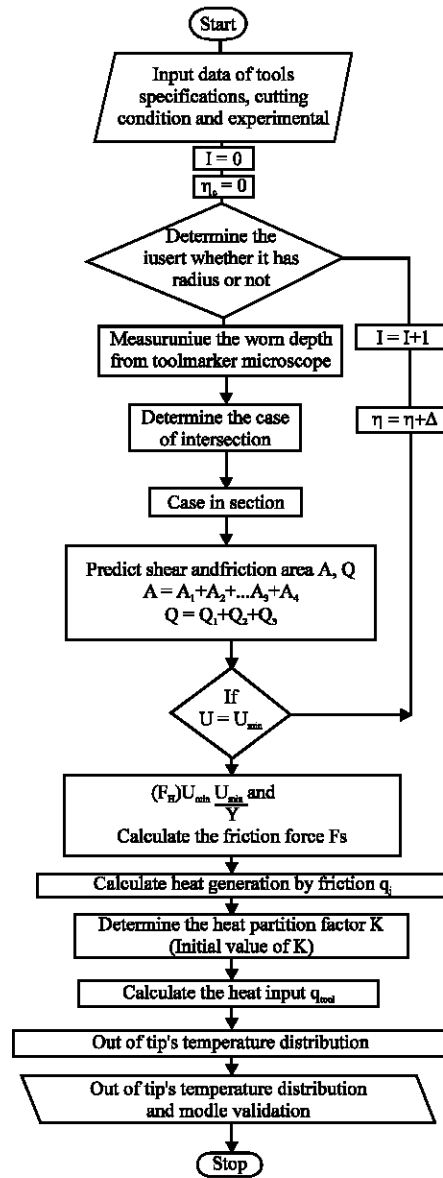 Start
Input data of tools
specifications, cutting
condition and experimental
I = 0
ηc = 0
Determine the
iusert whether it has
radius or not
Measuruniue the worn depth
from toolmarker microscope
I = I+1
Determine the case
of intersection
η = η+Δ
Case in section
Predict shear andfriction area A, Q
A = A₁+A₂+...A₃+A₄
Q = Q₁+Q₂+Q₃
If
U = Umin
(FH)Umin Umin/Y and
Calculate the friction force Fs
Calculate heat generation by friction qi
Determine the heat partition factor K
(Initial value of K)
Calculate the heat input qtool
Out of tip's temperature distribution
Out of tip's temperature distribution
and modle validation
Stop